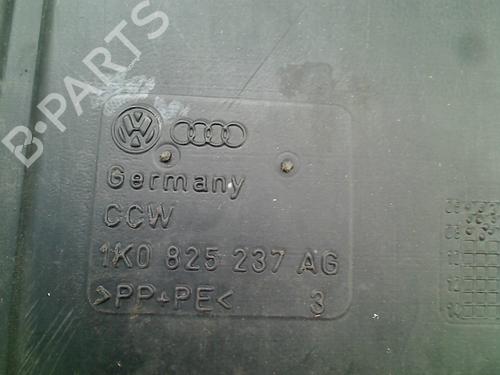 B-PARTS
Germany
CCW
1K0 825 237 AG
>PP+PE< 3